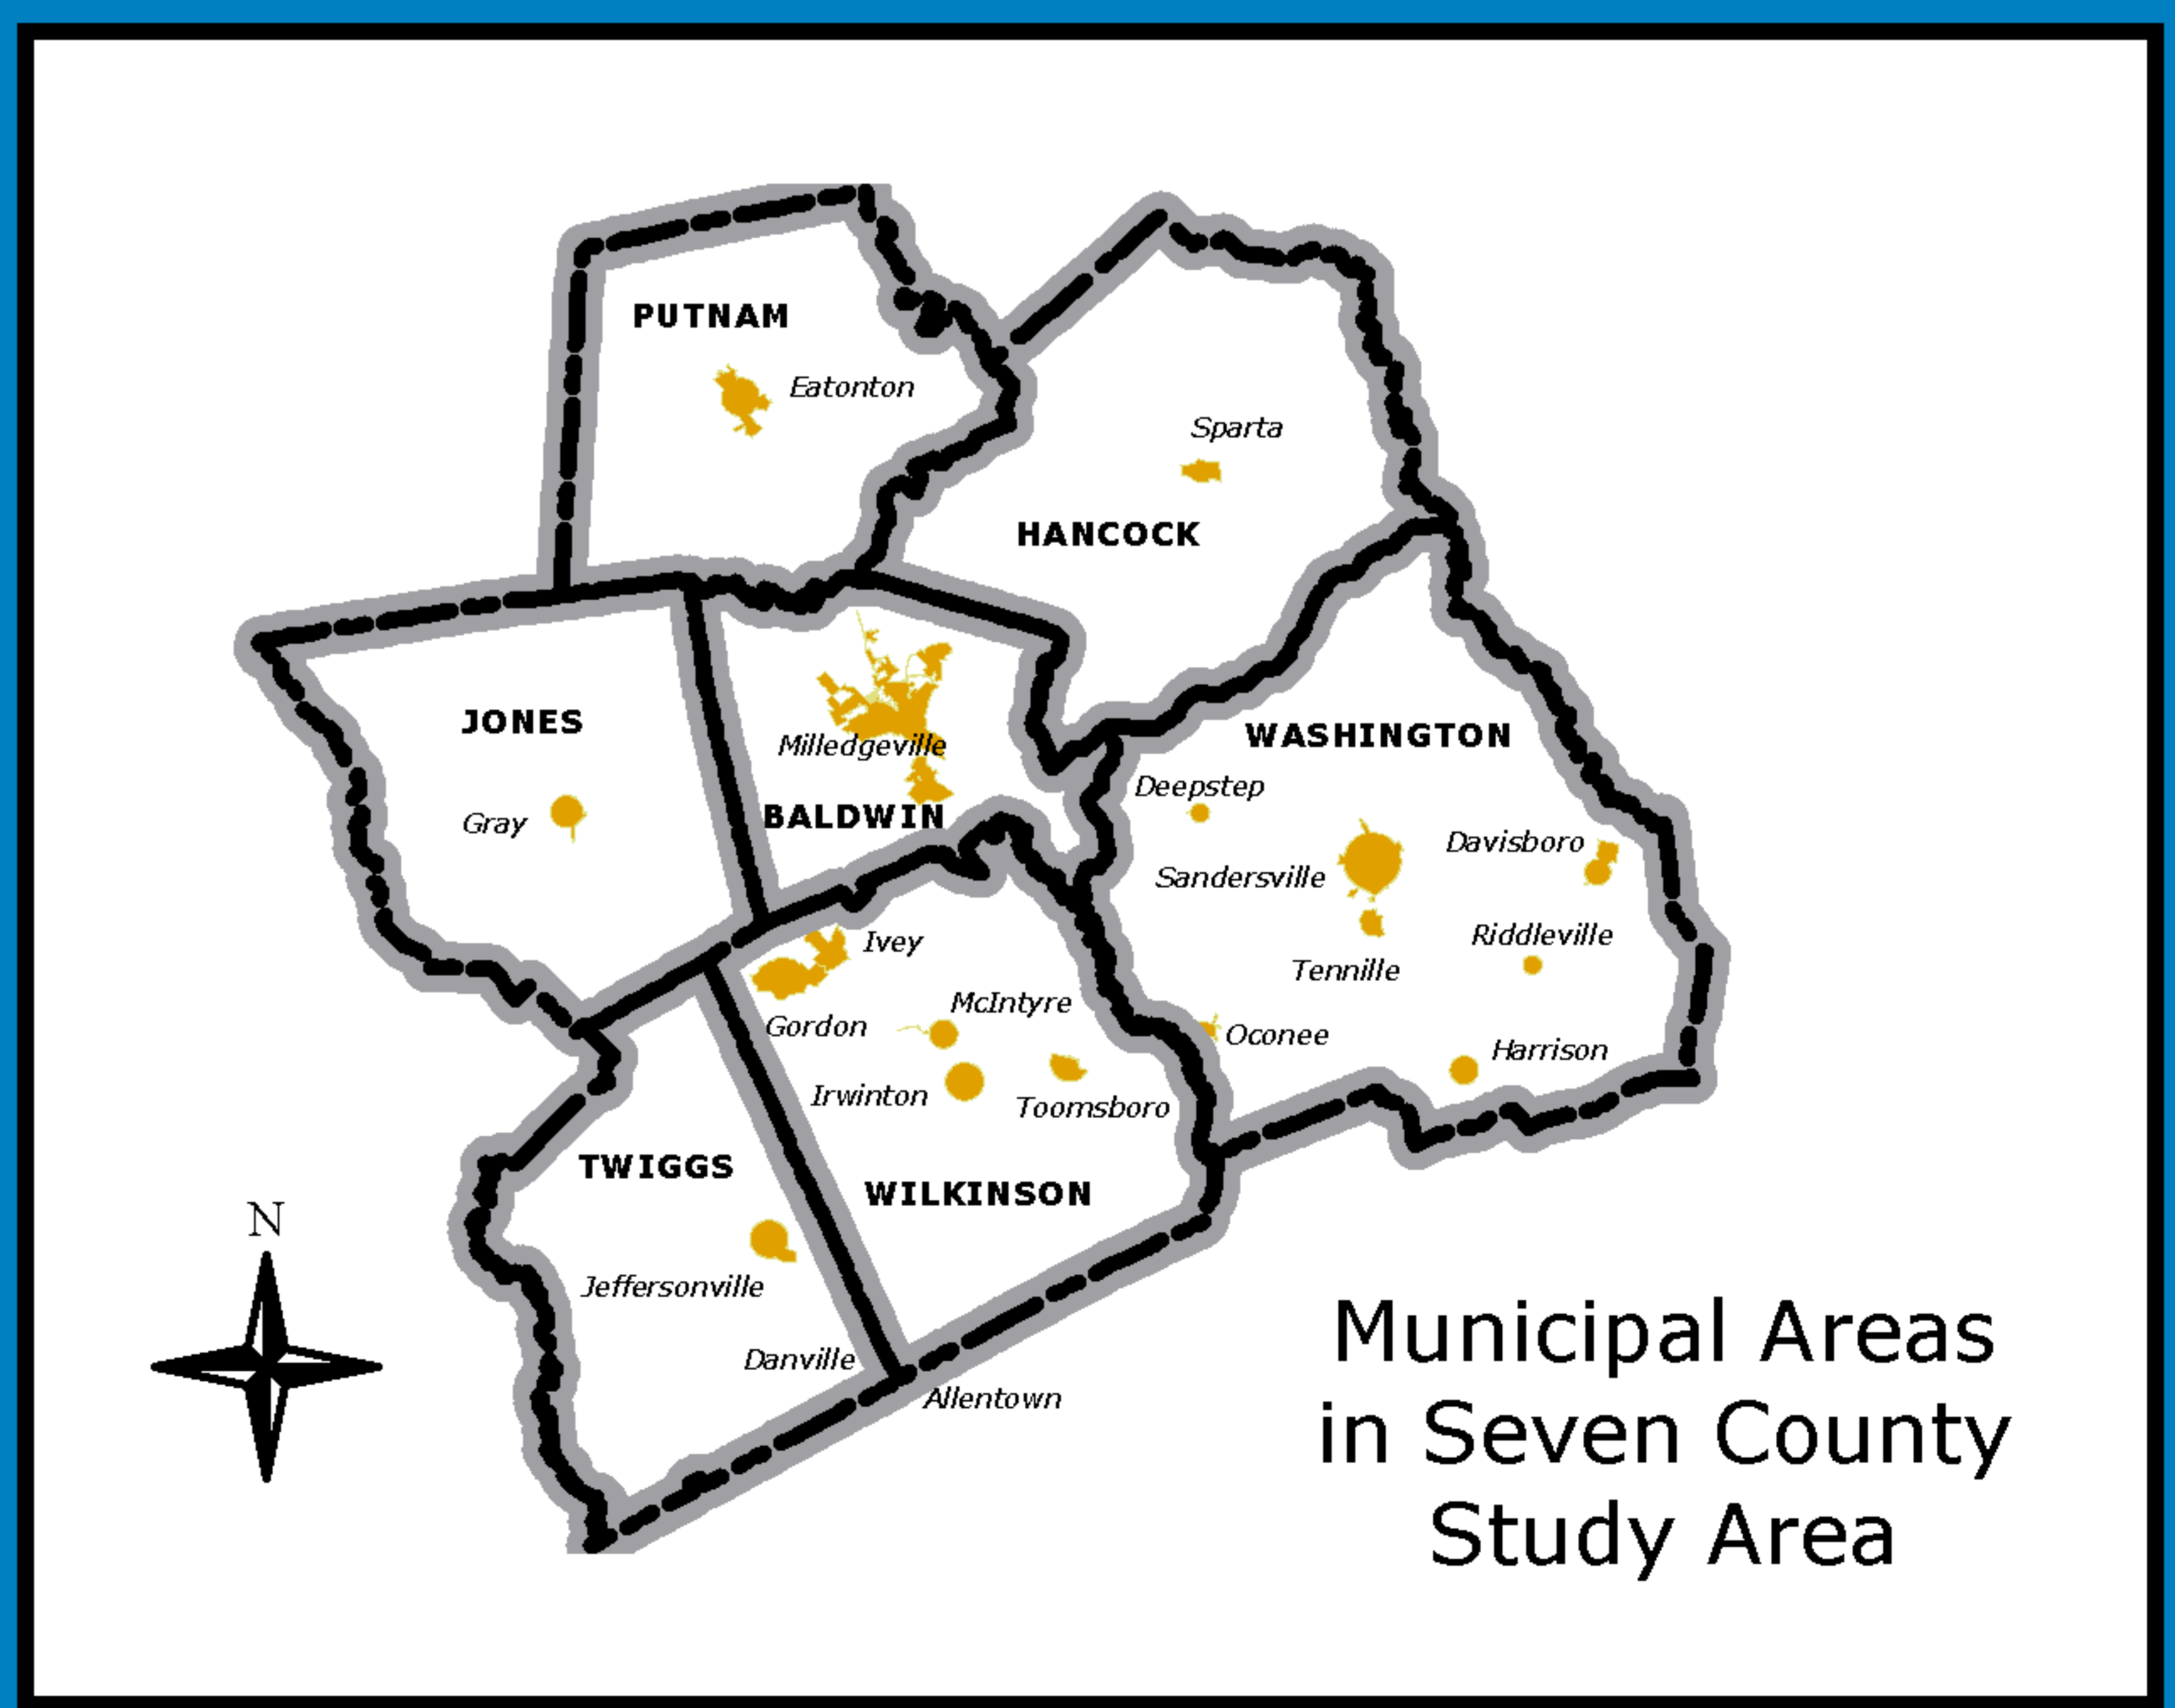 PUTNAM
Eatonton
Sparta
HANCOCK
JONES
WASHINGTON
Milledgeville
Deepstep
BALDWIN
Gray
Davisboro
Sandersville
Riddleville
Ivey
Tennille
McIntyre
Gordon
Oconee
Harrison
Irwinton
Toomsboro
TWIGGS
WILKINSON
N
Jeffersonville
Danville
Allentown
Municipal Areas
in Seven County
Study Area